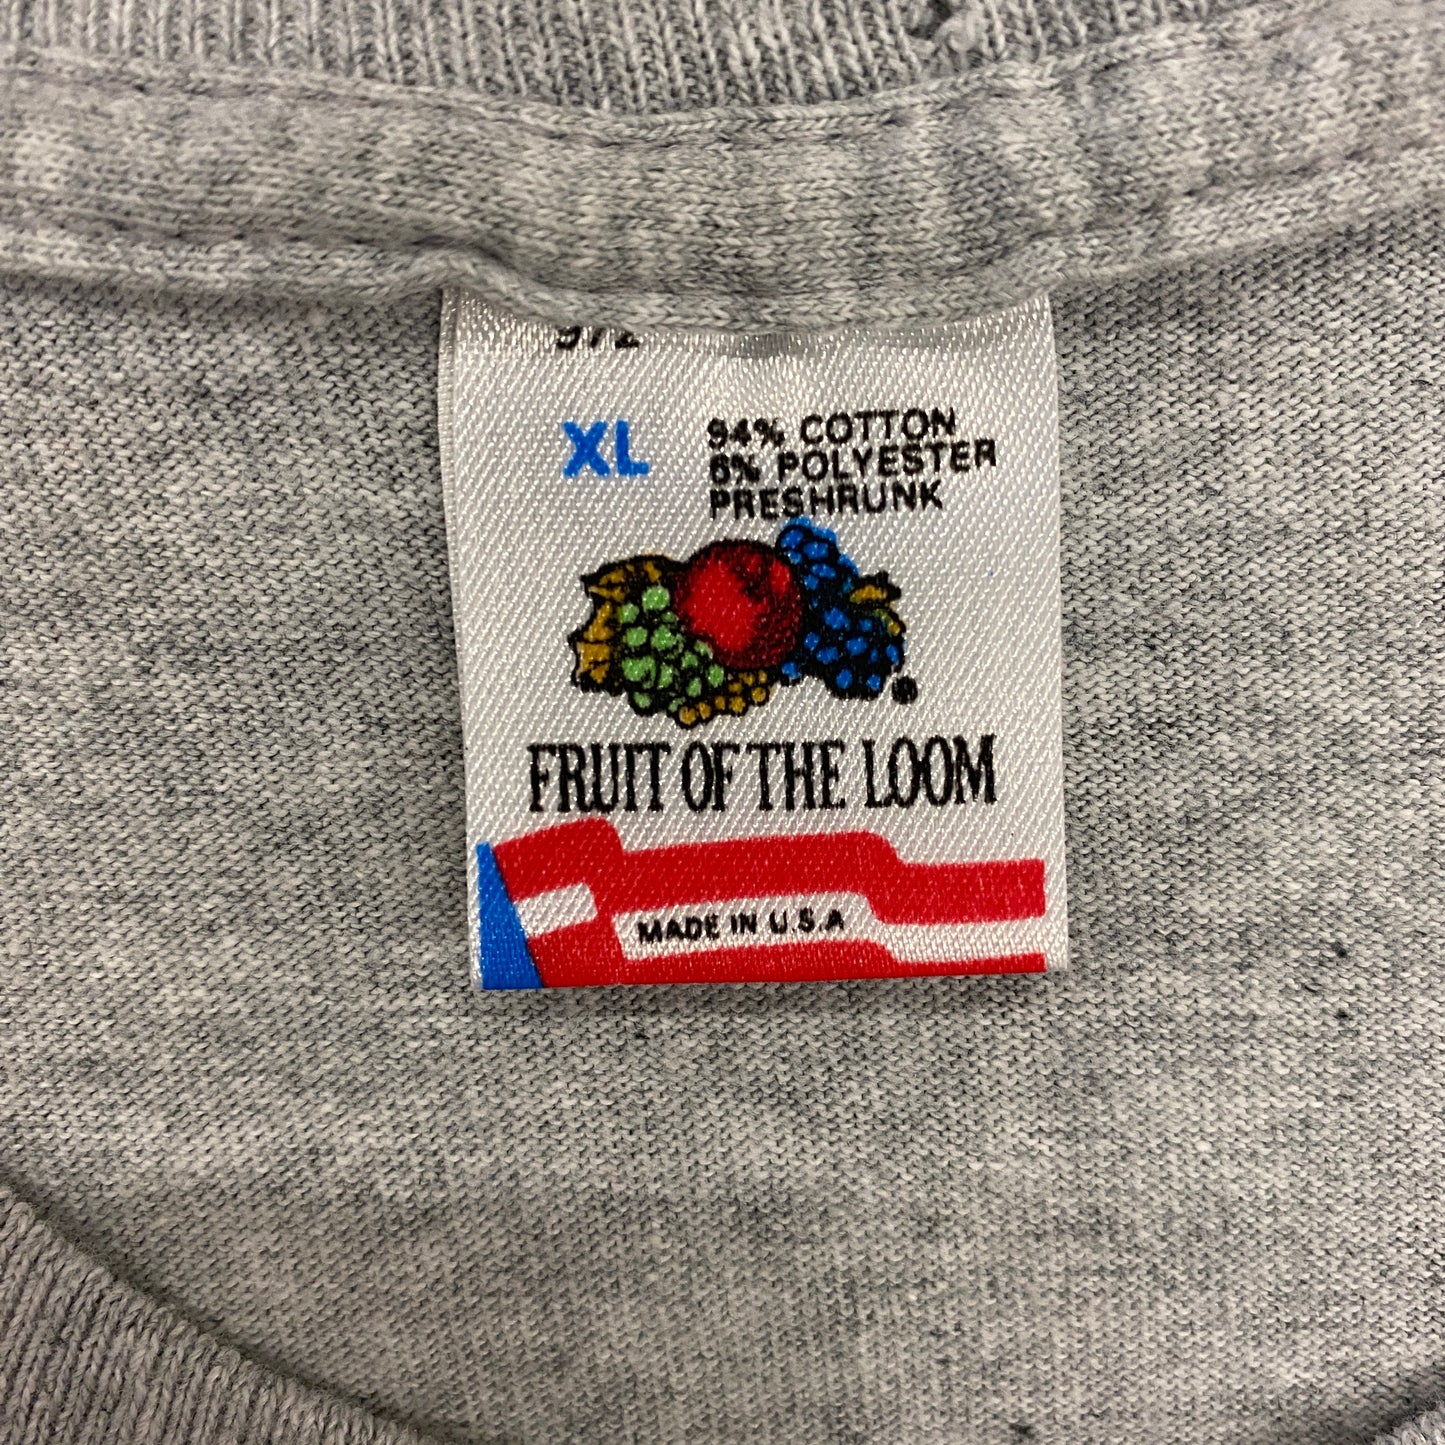 XL
94% COTTON
6% POLYESTER
PRESHRUNK
®
FRUIT OF THE LOOM
MADE IN U.S.A